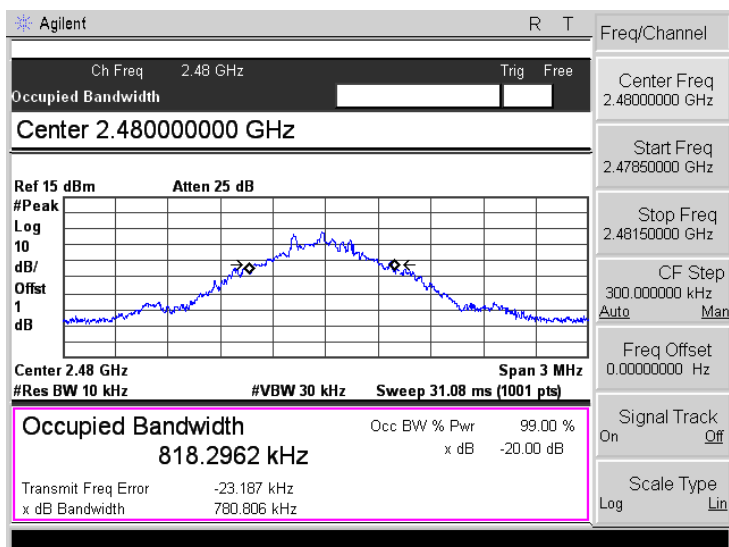 Agilent
R T
Freq/Channel
Ch Freq 2.48 GHz
Trig Free
Occupied Bandwidth
Center 2.480000000 GHz
Center Freq
2.48000000 GHz
Start Freq
2.47850000 GHz
Stop Freq
2.48150000 GHz
CF Step
300.000000 kHz
Auto Man
Freq Offset
0.00000000 Hz
Signal Track
On Off
Scale Type
Log Lin
Ref 15 dBm
Atten 25 dB
#Peak
Log
10
dB/
Offst
1
dB
Center 2.48 GHz
Span 3 MHz
#Res BW 10 kHz
#VBW 30 kHz
Sweep 31.08 ms (1001 pts)
Occupied Bandwidth
818.2962 kHz
Occ BW % Pwr 99.00 %
x dB -20.00 dB
Transmit Freq Error -23.187 kHz
x dB Bandwidth 780.806 kHz